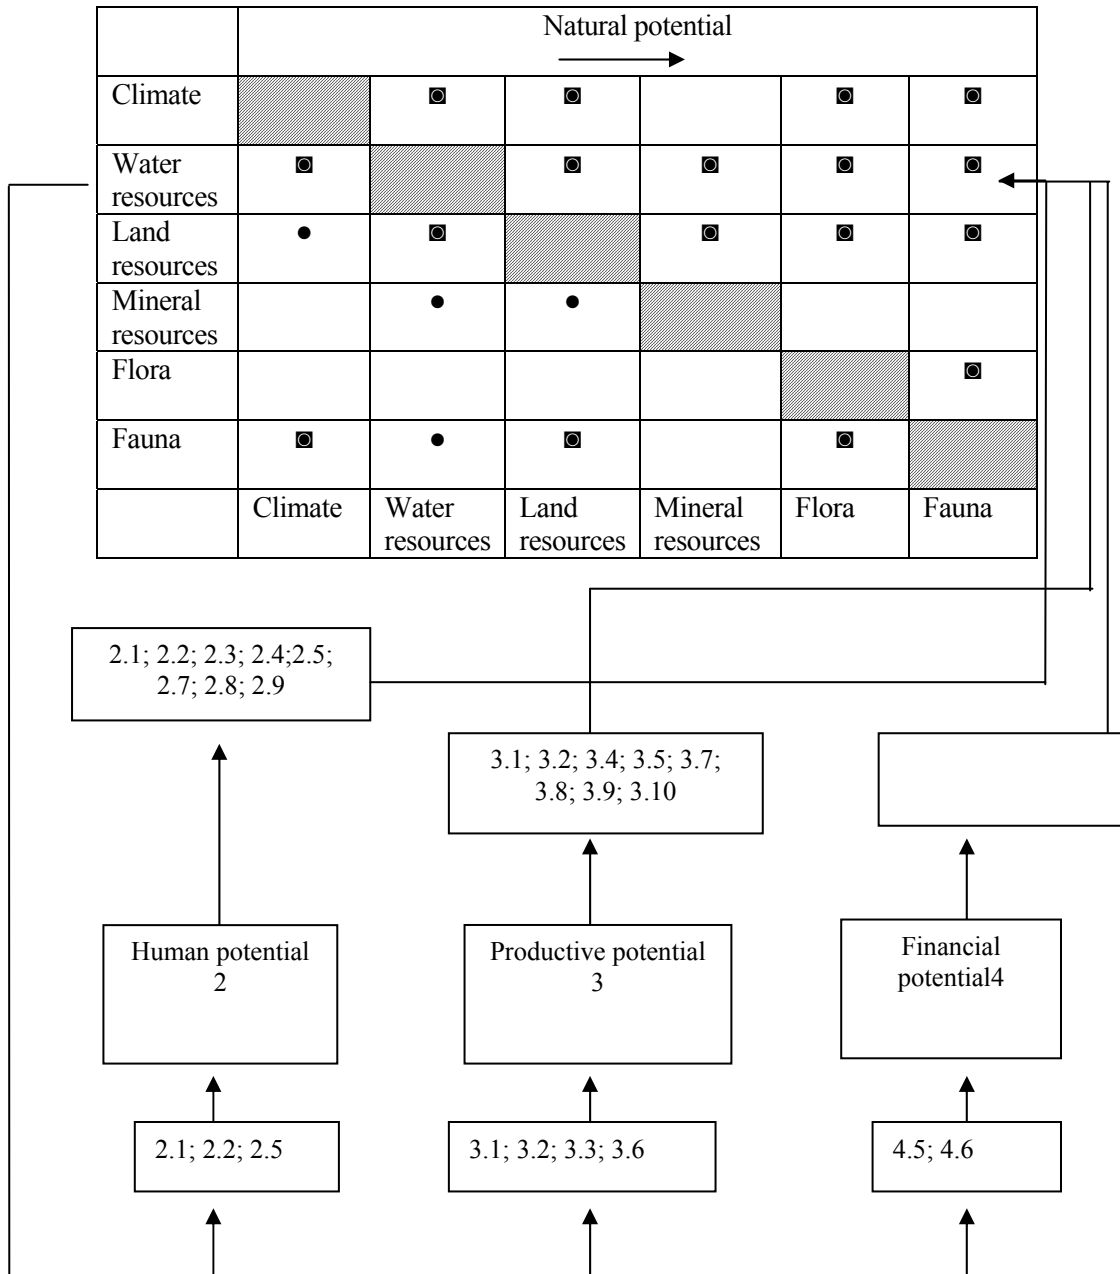 Natural potential
Climate ◙ ◙ ◙ ◙
Water
resources
◙ ◙ ◙ ◙ ◙
Land
resources
● ◙ ◙ ◙ ◙
Mineral
resources
● ●
Flora ◙
Fauna ◙ ● ◙ ◙
Climate Water Land Mineral Flora Fauna
resources resources resources
2.1; 2.2; 2.3; 2.4;2.5;
2.7; 2.8; 2.9
3.1; 3.2; 3.4; 3.5; 3.7;
3.8; 3.9; 3.10
Human potential
2
Productive potential
3
Financial
potential4
2.1; 2.2; 2.5
3.1; 3.2; 3.3; 3.6
4.5; 4.6